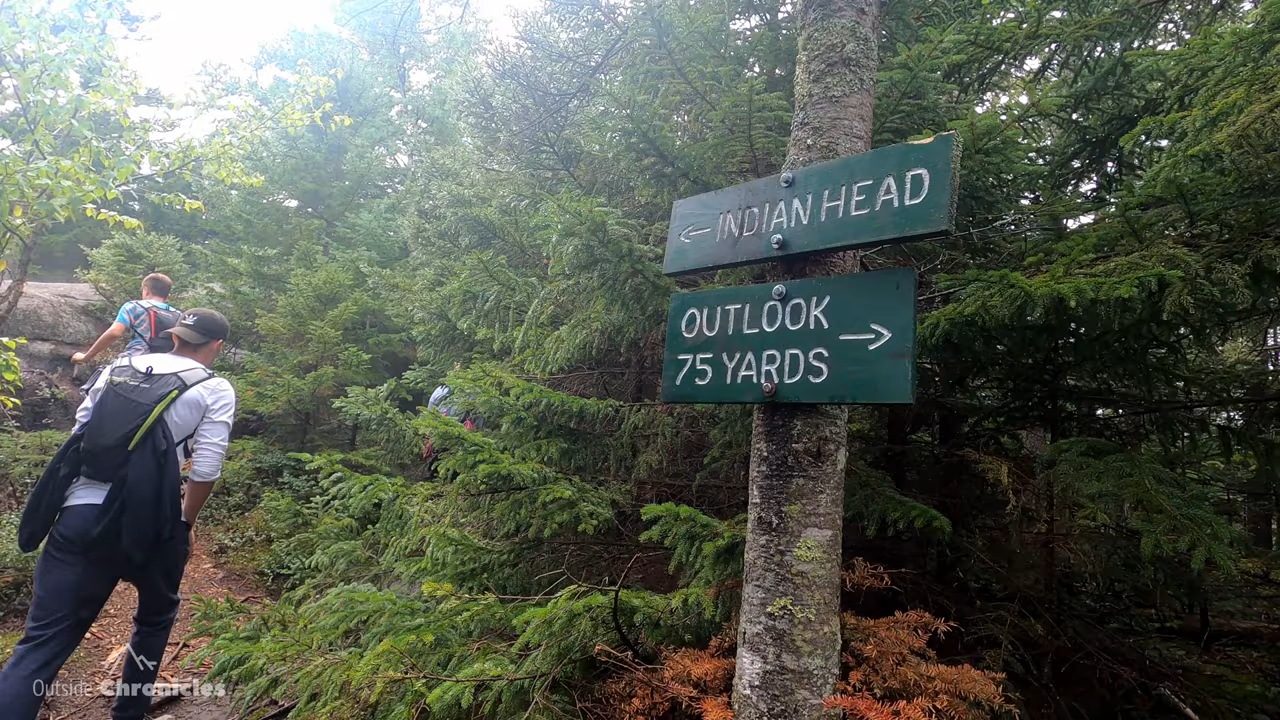 ← INDIAN HEAD
OUTLOOK →
75 YARDS
Outside Chronicles